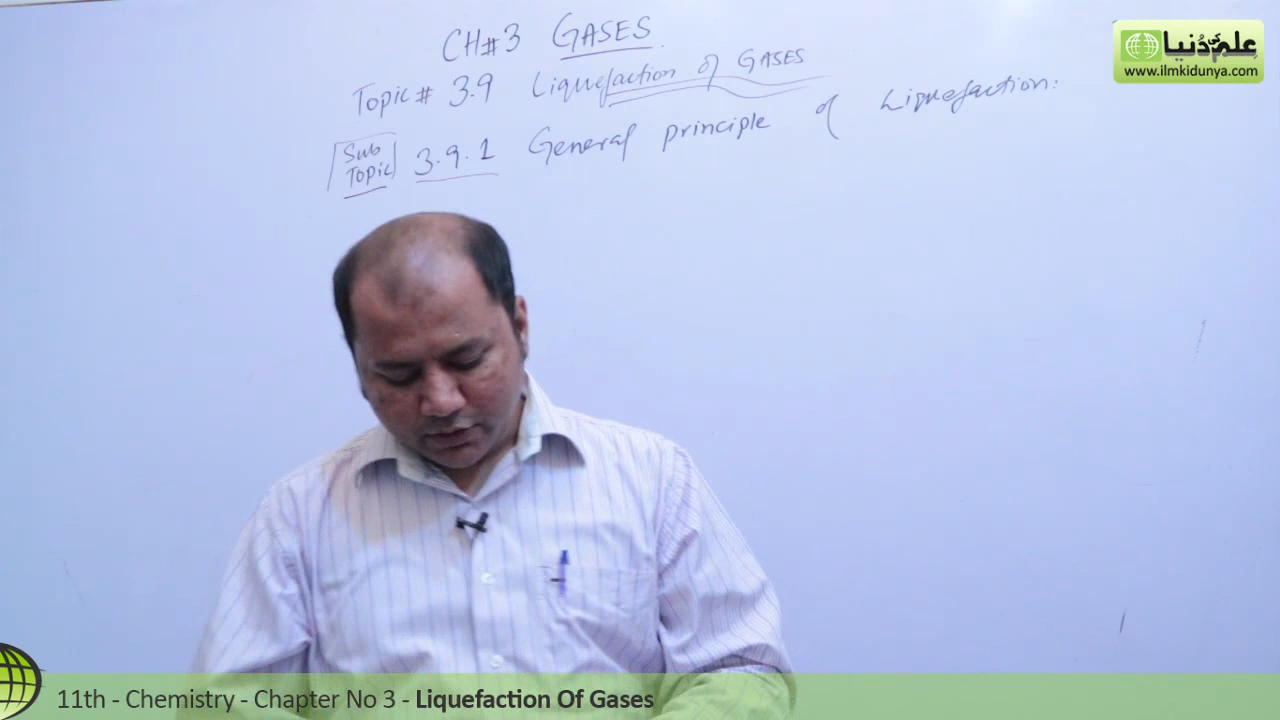 CH#3 GASES
علم کی دُنیا
www.ilmkidunya.com
Topic# 3.9 Liquefaction of GASES
Sub Topic 3.9.1 General principle of Liquefaction:
11th - Chemistry - Chapter No 3 - Liquefaction Of Gases